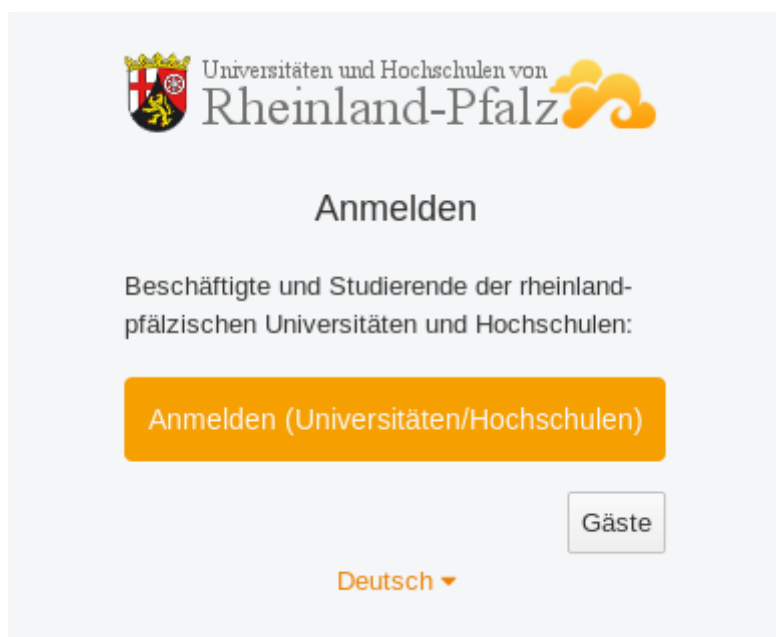 Universitäten und Hochschulen von
Rheinland-Pfalz
Anmelden
Beschäftigte und Studierende der rheinland-
pfälzischen Universitäten und Hochschulen:
Anmelden (Universitäten/Hochschulen)
Gäste
Deutsch